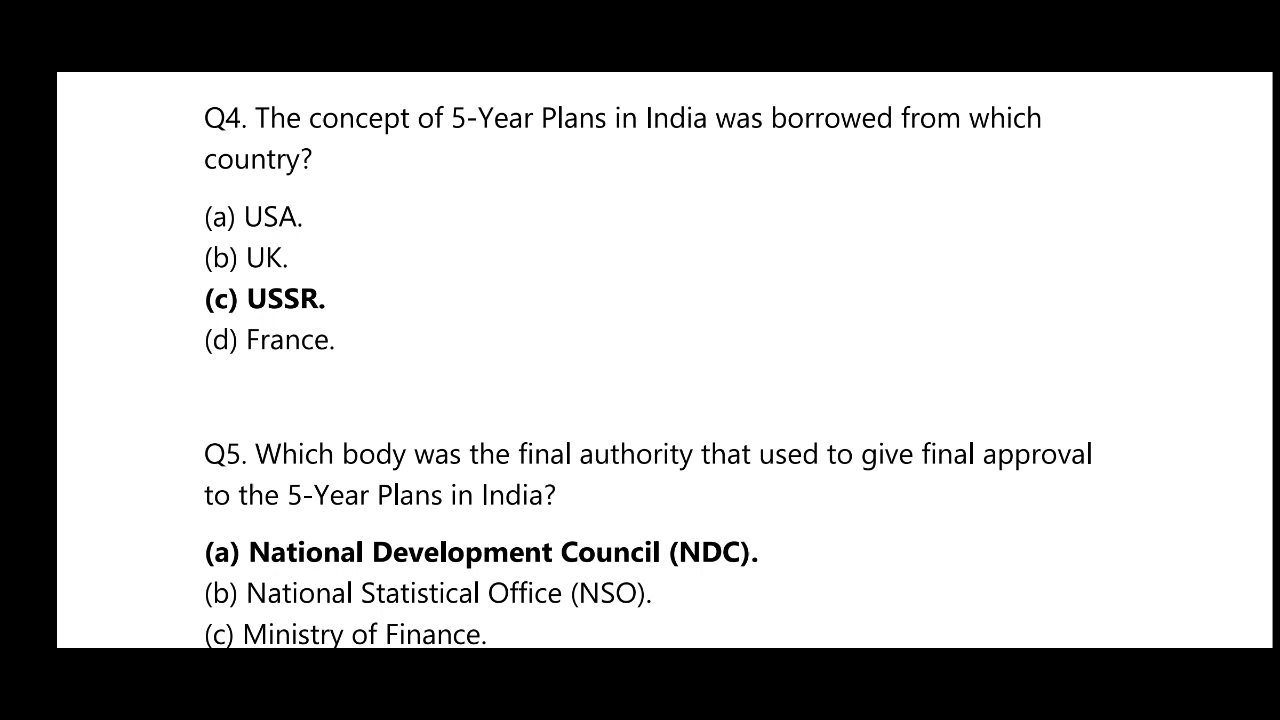 Q4. The concept of 5-Year Plans in India was borrowed from which
country?
(a) USA.
(b) UK.
(c) USSR.
(d) France.
Q5. Which body was the final authority that used to give final approval
to the 5-Year Plans in India?
(a) National Development Council (NDC).
(b) National Statistical Office (NSO).
(c) Ministry of Finance.